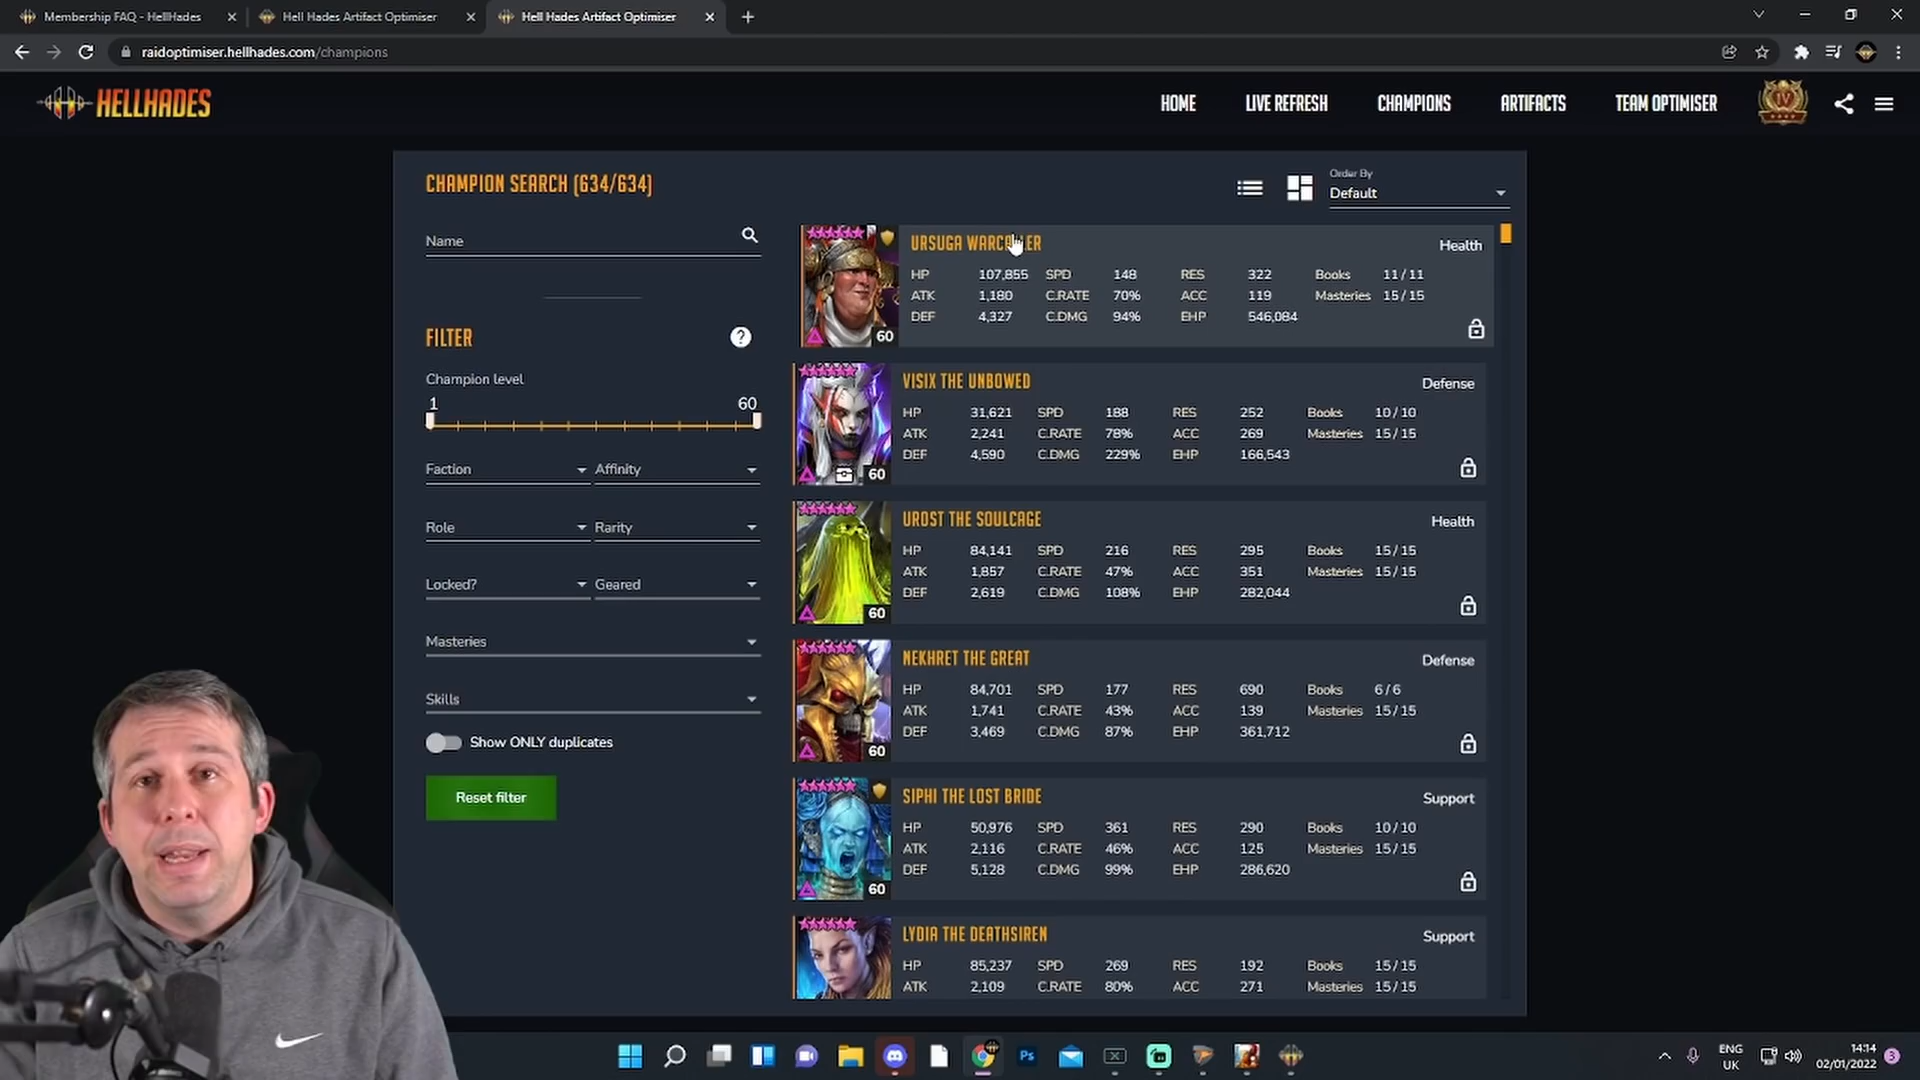 Membership FAQ - HellHades
Hell Hades Artifact Optimiser
Hell Hades Artifact Optimiser
raidoptimiser.hellhades.com/champions
HELLHADES
HOME
LIVE REFRESH
CHAMPIONS
ARTIFACTS
TEAM OPTIMISER
IV
CHAMPION SEARCH (634/634)
Order By
Default
Name
FILTER
?
Champion level
1
60
Faction
Affinity
Role
Rarity
Locked?
Geared
Masteries
Skills
Show ONLY duplicates
Reset filter
URSUGA WARCALLER
Health
HP 107,855 SPD 148 RES 322 Books 11 / 11
ATK 1,180 C.RATE 70% ACC 119 Masteries 15 / 15
DEF 4,327 C.DMG 94% EHP 546,084
60
VISIX THE UNBOWED
Defense
HP 31,621 SPD 188 RES 252 Books 10 / 10
ATK 2,241 C.RATE 78% ACC 269 Masteries 15 / 15
DEF 4,590 C.DMG 229% EHP 166,543
60
UROST THE SOULCAGE
Health
HP 84,141 SPD 216 RES 295 Books 15 / 15
ATK 1,857 C.RATE 47% ACC 351 Masteries 15 / 15
DEF 2,619 C.DMG 108% EHP 282,044
60
NEKHRET THE GREAT
Defense
HP 84,701 SPD 177 RES 690 Books 6 / 6
ATK 1,741 C.RATE 43% ACC 139 Masteries 15 / 15
DEF 3,469 C.DMG 87% EHP 361,712
60
SIPHI THE LOST BRIDE
Support
HP 50,976 SPD 361 RES 290 Books 10 / 10
ATK 2,116 C.RATE 46% ACC 125 Masteries 15 / 15
DEF 5,128 C.DMG 99% EHP 286,620
60
LYDIA THE DEATHSIREN
Support
HP 85,237 SPD 269 RES 192 Books 15 / 15
ATK 2,109 C.RATE 80% ACC 271 Masteries 15 / 15
Ps
ENG
UK
14:14
02/01/2022
3